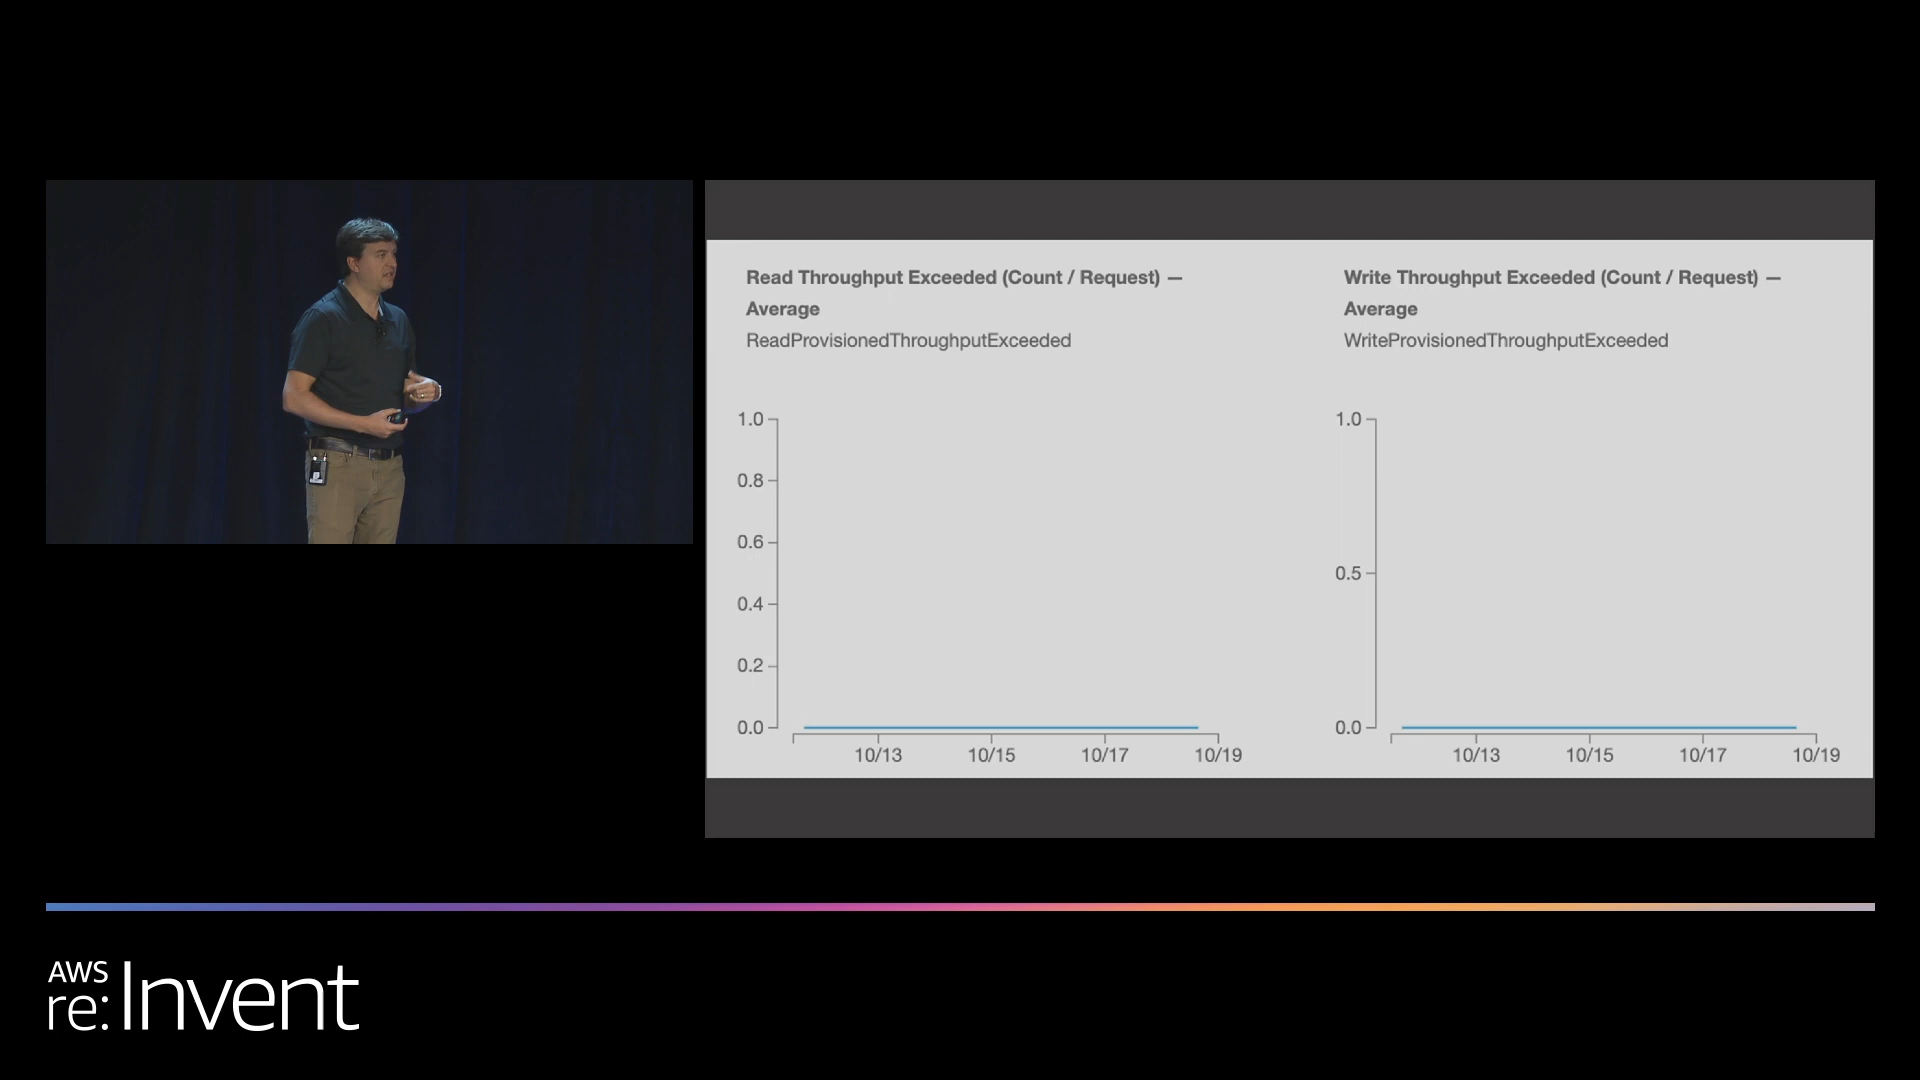 Read Throughput Exceeded (Count / Request) —
Average
ReadProvisionedThroughputExceeded
1.0
0.8
0.6
0.4
0.2
0.0
10/13
10/15
10/17
10/19
Write Throughput Exceeded (Count / Request) —
Average
WriteProvisionedThroughputExceeded
1.0
0.5
0.0
10/13
10/15
10/17
10/19
AWS
re:Invent